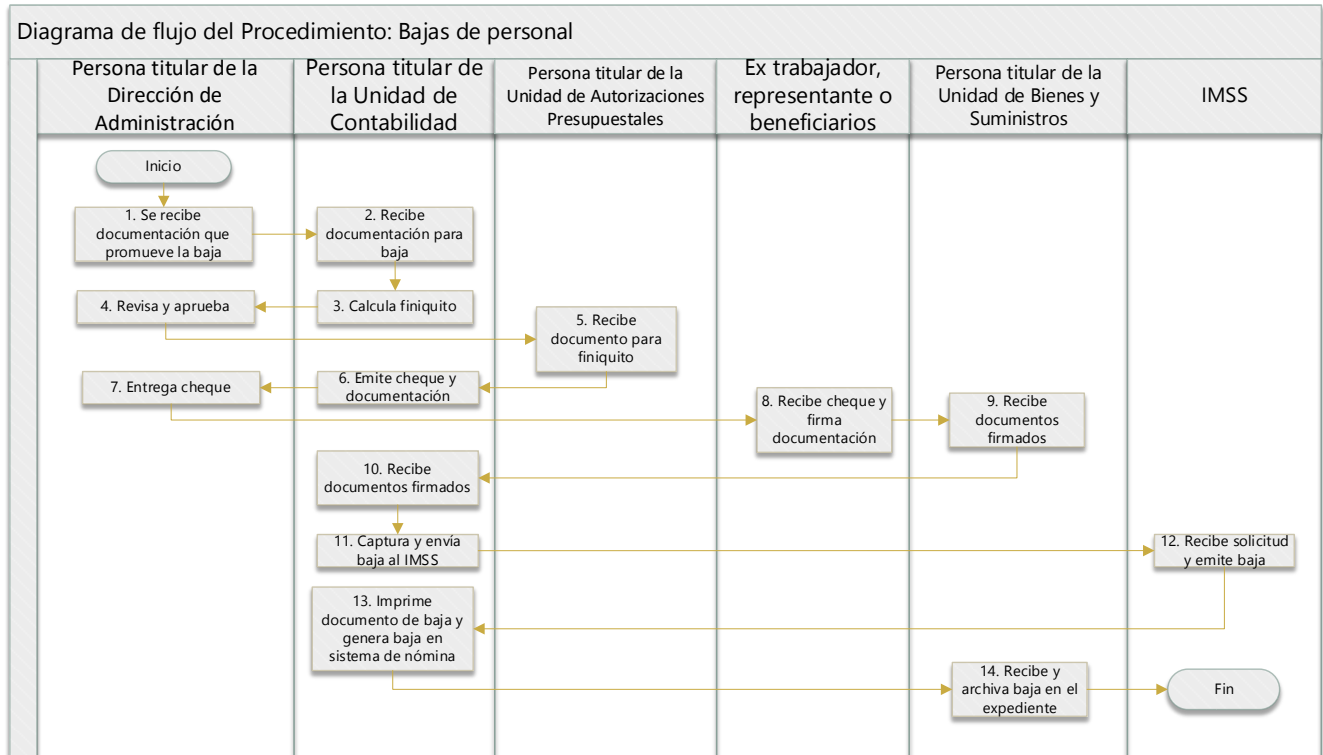 Diagrama de flujo del Procedimiento: Bajas de personal
Persona titular de la
Dirección de
Administración
Persona titular de
la Unidad de
Contabilidad
Persona titular de la
Unidad de Autorizaciones
Presupuestales
Ex trabajador,
representante o
beneficiarios
Persona titular de la
Unidad de Bienes y
Suministros
IMSS
Inicio
1. Se recibe
documentación que
promueve la baja
2. Recibe
documentación para
baja
3. Calcula finiquito
4. Revisa y aprueba
5. Recibe
documento para
finiquito
6. Emite cheque y
documentación
7. Entrega cheque
8. Recibe cheque y
firma
documentación
9. Recibe
documentos
firmados
10. Recibe
documentos firmados
11. Captura y envía
baja al IMSS
12. Recibe solicitud
y emite baja
13. Imprime
documento de baja y
genera baja en
sistema de nómina
14. Recibe y
archiva baja en el
expediente
Fin